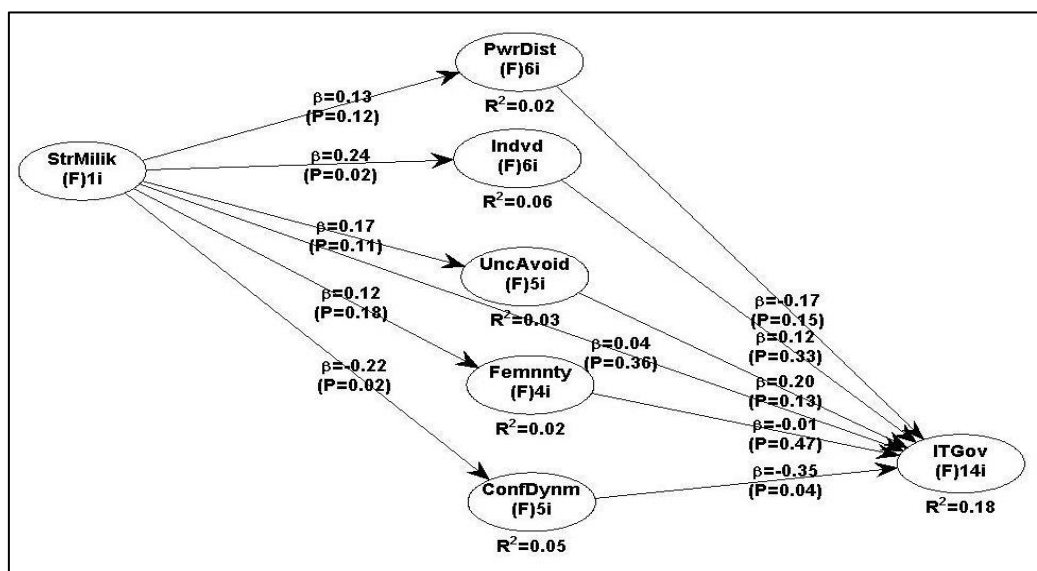 PwrDist
(F)6i
R²=0.02
β=0.13
(P=0.12)
StrMilik
(F)1i
β=0.24
(P=0.02)
Indvd
(F)6i
R²=0.06
β=0.17
(P=0.11)
UncAvoid
(F)5i
R²=0.03
β=0.12
(P=0.18)
β=-0.17
(P=0.15)
β=0.12
(P=0.33)
β=0.04
(P=0.36)
β=-0.22
(P=0.02)
Femnnty
(F)4i
R²=0.02
β=0.20
(P=0.13)
β=-0.01
(P=0.47)
ITGov
(F)14i
R²=0.18
ConfDynm
(F)5i
R²=0.05
β=-0.35
(P=0.04)